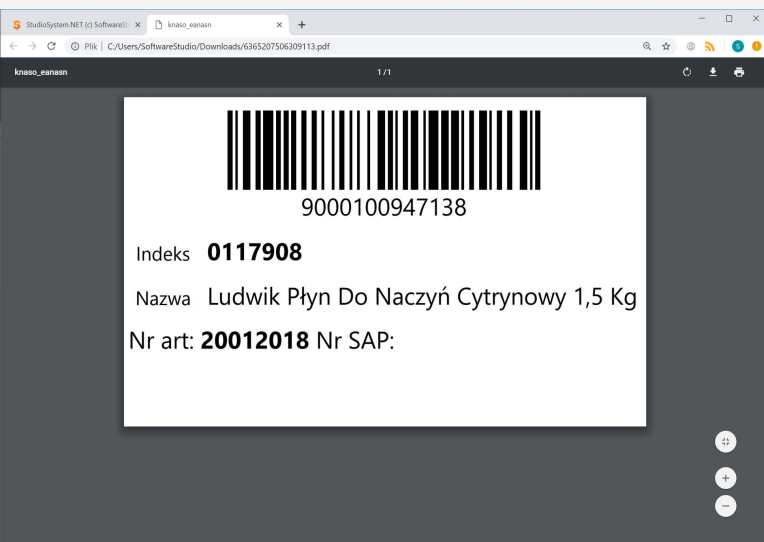 StudioSystem.NET (c) SoftwareStu
knaso_eanasn
Plik | C:/Users/SoftwareStudio/Downloads/6365207506309113.pdf
S
knaso_eanasn
1 / 1
9000100947138
Indeks 0117908
Nazwa Ludwik Płyn Do Naczyń Cytrynowy 1,5 Kg
Nr art: 20012018 Nr SAP: